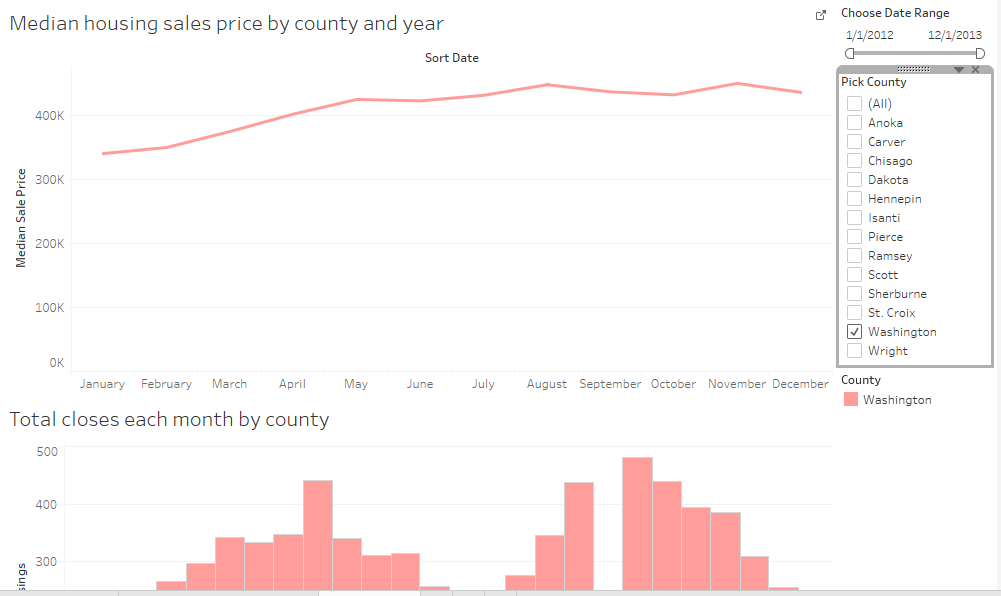 Median housing sales price by county and year
Sort Date
400K
300K
200K
100K
0K
Median Sale Price
January February March April May June July August September October November December
Total closes each month by county
500
400
300
sings
Choose Date Range
1/1/2012 12/1/2013
Pick County
(All)
Anoka
Carver
Chisago
Dakota
Hennepin
Isanti
Pierce
Ramsey
Scott
Sherburne
St. Croix
Washington
Wright
County
Washington